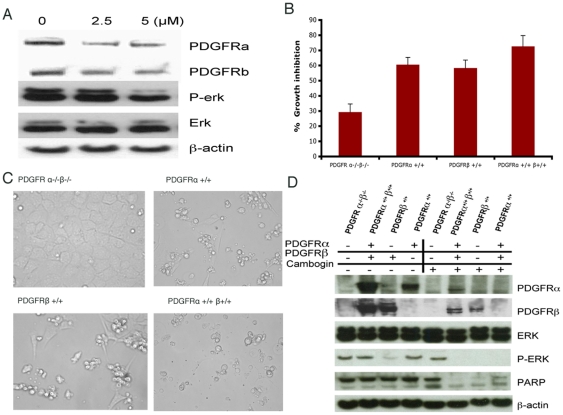 A
0 2.5 5 (µM)
PDGFRa
PDGFRb
P-erk
Erk
β-actin
B
% Growth inhibition
90
80
70
60
50
40
30
20
10
0
PDGFR α-/-β-/-
PDGFRα +/+
PDGFRβ +/+
PDGFRα +/+ β+/+
C
PDGFR α-/-β-/-
PDGFRα +/+
PDGFRβ +/+
PDGFRα +/+ β+/+
D
PDGFR α-/-β-/-
PDGFRα+/+ β+/+
PDGFRβ +/+
PDGFRα +/+
PDGFR α-/-β-/-
PDGFRα+/+ β+/+
PDGFRβ +/+
PDGFRα +/+
PDGFRα - + - + - + - +
PDGFRβ - + + - - + + +
Cambogin - - - - + + + +
PDGFRα
PDGFRβ
ERK
P-ERK
PARP
β-actin